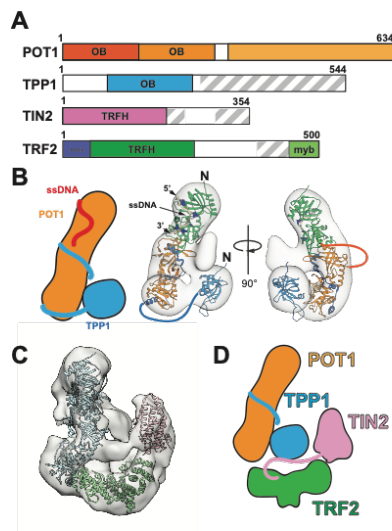 A
1 634
POT1 OB OB
1 544
TPP1 OB
1 354
TIN2 TRFH
1 500
TRF2 TRFH myb
B
ssDNA
POT1
TPP1
5'
ssDNA
3'
N
N
90°
N
C
D
POT1
TPP1
TIN2
TRF2